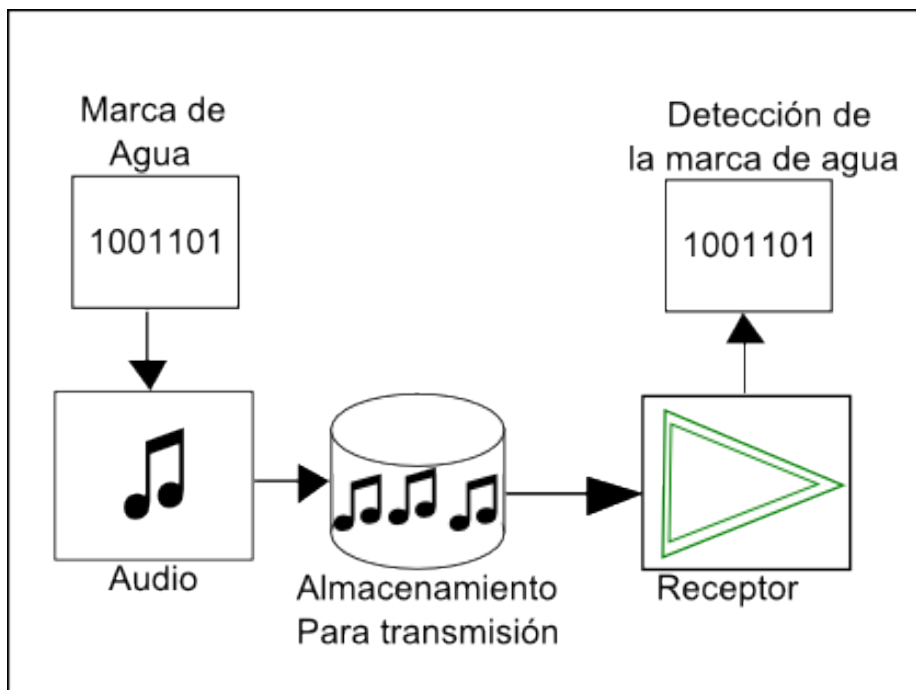 Marca de
Agua
1001101
Detección de
la marca de agua
1001101
Audio
Almacenamiento
Para transmisión
Receptor